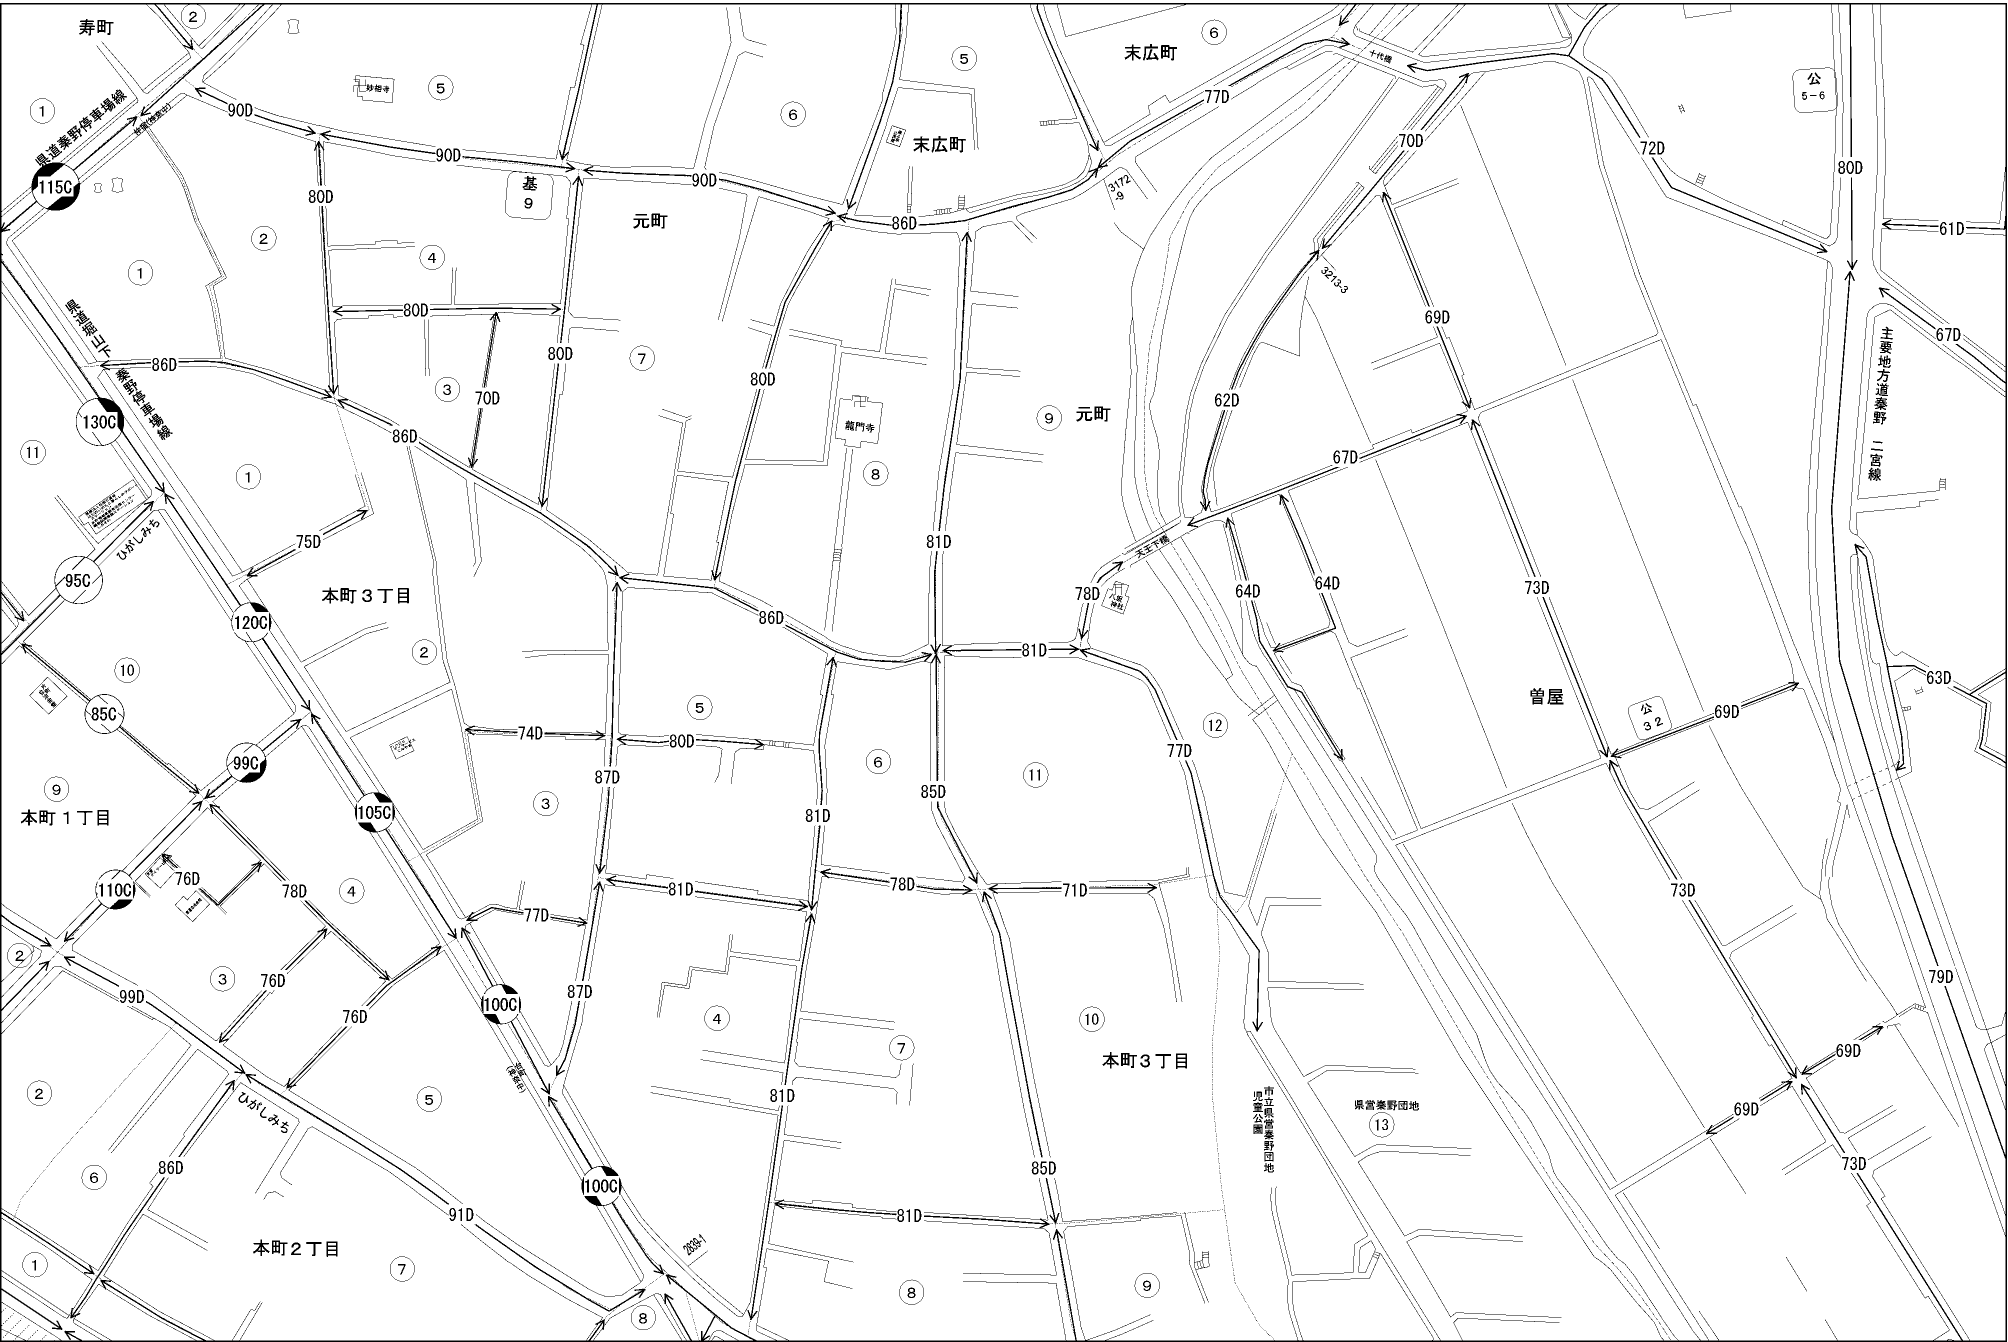 寿町
②
⑤
妙相寺
⑥
⑤
末広町
⑥
末広町
十代橋
公
5-6
①
県道秦野停車場線
90D
90D
90D
77D
70D
72D
80D
115C
80D
基
9
元町
86D
3172
-9
61D
①
②
④
県道堀山下
秦野停車場線
80D
80D
⑦
3213-3
69D
67D
主要地方道秦野 二宮線
86D
③
70D
80D
62D
龍門寺
⑨
元町
130C
86D
⑪
①
⑧
67D
ひがしみち
75D
81D
天王下橋
95C
本町3丁目
78D
八坂
神社
64D
64D
73D
120C
86D
81D
⑩
②
63D
85C
⑤
曽屋
公
32
69D
⑫
74D
80D
77D
99C
87D
⑥
⑪
⑨
本町1丁目
③
85D
105C
81D
110C
76D
78D
④
81D
78D
71D
73D
77D
②
③
76D
99D
76D
100C
87D
④
⑩
79D
⑦
本町3丁目
69D
②
ひがしみち
⑤
81D
市立県営秦野団地
児童公園
県営秦野団地
⑬
69D
86D
⑥
85D
73D
100C
91D
81D
本町2丁目
2839-1
①
⑦
⑧
⑨
⑧